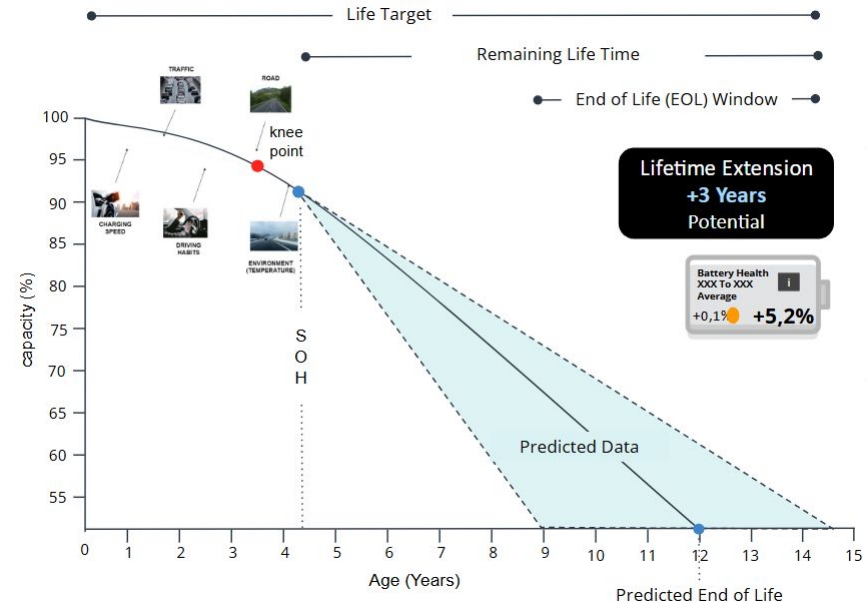 Life Target
Remaining Life Time
End of Life (EOL) Window
TRAFFIC
ROAD
knee
point
CHARGING
SPEED
DRIVING
HABITS
ENVIRONMENT
(TEMPERATURE)
Lifetime Extension
+3 Years
Potential
Battery Health
XXX To XXX
Average
i
+0,1%
+5,2%
capacity (%)
100
95
90
85
80
75
70
65
60
55
S
O
H
Predicted Data
0 1 2 3 4 5 6 7 8 9 10 11 12 13 14 15
Age (Years)
Predicted End of Life